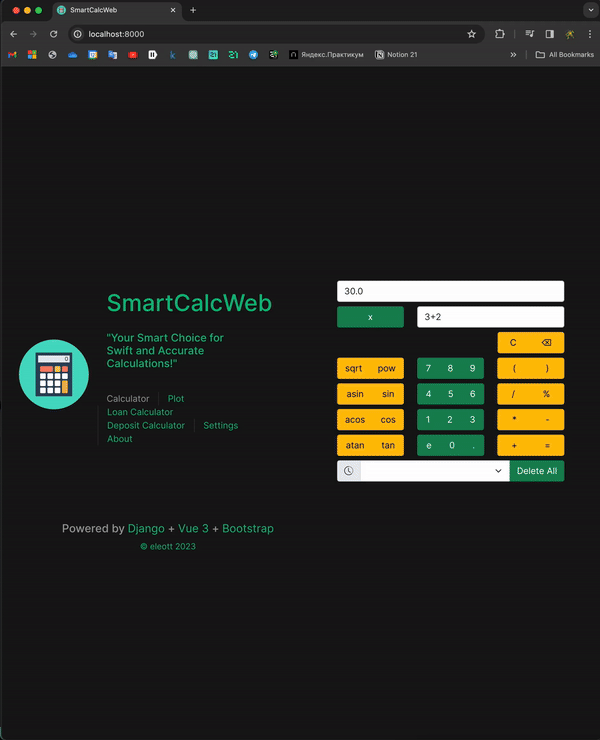 SmartCalcWeb
localhost:8000
Яндекс.Практикум
Notion 21
All Bookmarks
SmartCalcWeb
"Your Smart Choice for
Swift and Accurate
Calculations!"
Calculator Plot
Loan Calculator
Deposit Calculator Settings
About
Powered by Django + Vue 3 + Bootstrap
© eleott 2023
30.0
x 3+2
C
sqrt pow 7 8 9 ( )
asin sin 4 5 6 / %
acos cos 1 2 3 * -
atan tan e 0 . + =
Delete All